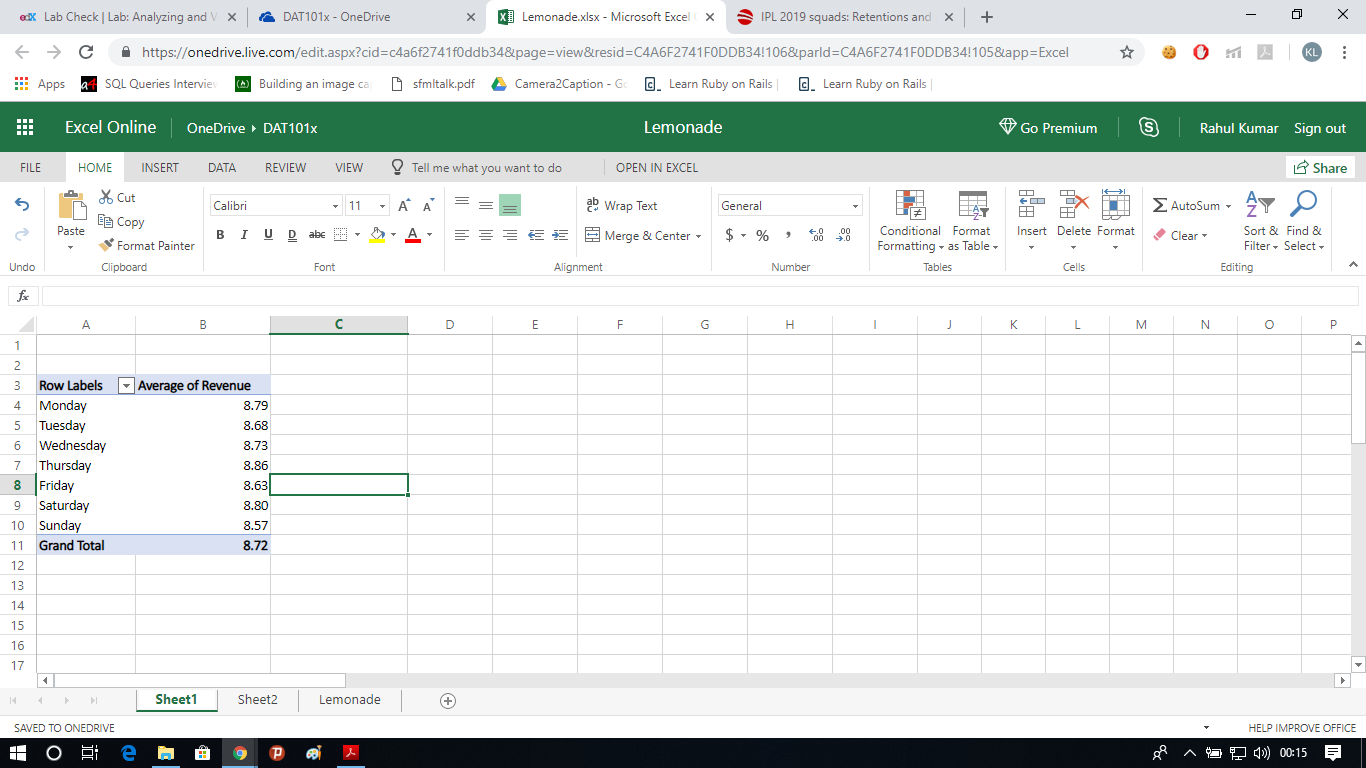 edX Lab Check | Lab: Analyzing and V
DAT101x - OneDrive
Lemonade.xlsx - Microsoft Excel
IPL 2019 squads: Retentions and
https://onedrive.live.com/edit.aspx?cid=c4a6f2741f0ddb34&page=view&resid=C4A6F2741F0DDB34!106&parId=C4A6F2741F0DDB34!105&app=Excel
KL
Apps
SQL Queries Interview
Building an image ca
sfmltalk.pdf
Camera2Caption - Go
Learn Ruby on Rails |
Learn Ruby on Rails |
Excel Online
OneDrive
DAT101x
Lemonade
Go Premium
Rahul Kumar
Sign out
FILE
HOME
INSERT
DATA
REVIEW
VIEW
Tell me what you want to do
OPEN IN EXCEL
Share
Undo
Paste
Cut
Copy
Format Painter
Clipboard
Calibri
11
B I U D abc
Font
Wrap Text
Merge & Center
Alignment
General
$ % ,
Number
Conditional Formatting
Format as Table
Tables
Insert
Delete
Format
Cells
AutoSum
Clear
Sort & Filter
Find & Select
Editing
fx
A B C D E F G H I J K L M N O P
1
2
3 Row Labels Average of Revenue
4 Monday 8.79
5 Tuesday 8.68
6 Wednesday 8.73
7 Thursday 8.86
8 Friday 8.63
9 Saturday 8.80
10 Sunday 8.57
11 Grand Total 8.72
12
13
14
15
16
17
Sheet1
Sheet2
Lemonade
SAVED TO ONEDRIVE
HELP IMPROVE OFFICE
00:15